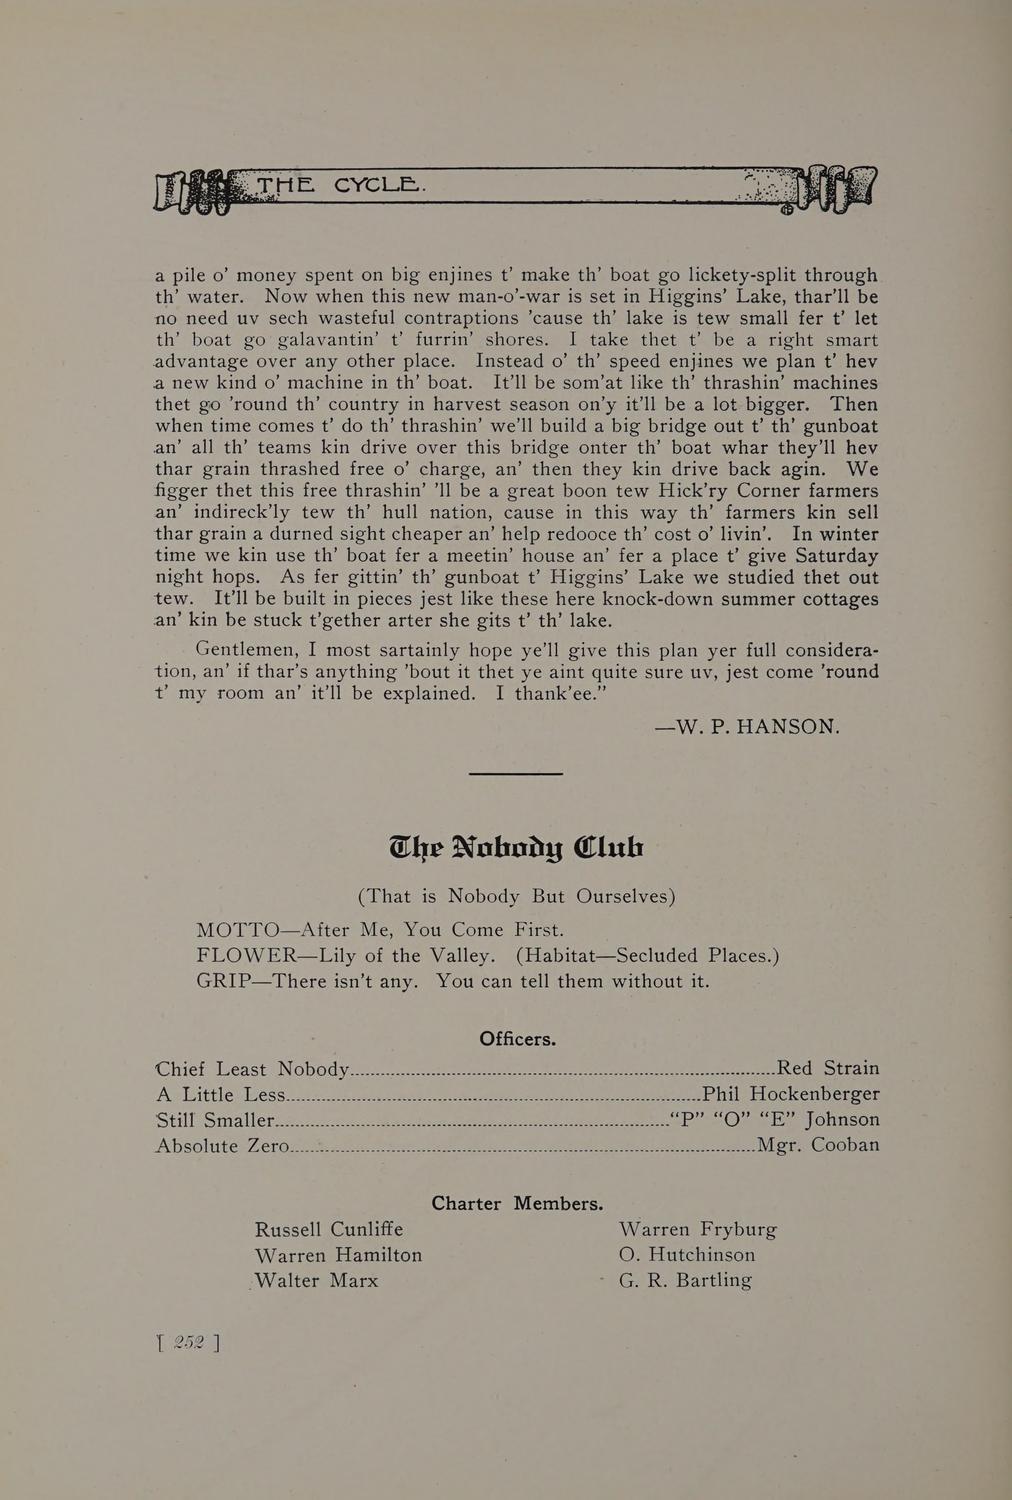 THE CYCLE.
a pile o’ money spent on big enjines t’ make th’ boat go lickety-split through
th’ water. Now when this new man-o’-war is set in Higgins’ Lake, thar’ll be
no need uv sech wasteful contraptions ’cause th’ lake is tew small fer t’ let
th’ boat go galavantin’ t’ furrin’ shores. I take thet t’ be a right smart
advantage over any other place. Instead o’ th’ speed enjines we plan t’ hev
a new kind o’ machine in th’ boat. It’ll be som’at like th’ thrashin’ machines
thet go ’round th’ country in harvest season on’y it’ll be a lot bigger. Then
when time comes t’ do th’ thrashin’ we’ll build a big bridge out t’ th’ gunboat
an’ all th’ teams kin drive over this bridge onter th’ boat whar they’ll hev
thar grain thrashed free o’ charge, an’ then they kin drive back agin. We
figger thet this free thrashin’ ’ll be a great boon tew Hick’ry Corner farmers
an’ indireck’ly tew th’ hull nation, cause in this way th’ farmers kin sell
thar grain a durned sight cheaper an’ help redooce th’ cost o’ livin’. In winter
time we kin use th’ boat fer a meetin’ house an’ fer a place t’ give Saturday
night hops. As fer gittin’ th’ gunboat t’ Higgins’ Lake we studied thet out
tew. It’ll be built in pieces jest like these here knock-down summer cottages
an’ kin be stuck t’gether arter she gits t’ th’ lake.
Gentlemen, I most sartainly hope ye’ll give this plan yer full considera-
tion, an’ if thar’s anything ’bout it thet ye aint quite sure uv, jest come ’round
t’ my room an’ it’ll be explained. I thank’ee.”
—W. P. HANSON.
The Nobody Club
(That is Nobody But Ourselves)
MOTTO—After Me, You Come First.
FLOWER—Lily of the Valley. (Habitat—Secluded Places.)
GRIP—There isn’t any. You can tell them without it.
Officers.
Chief Least Nobody........Red Strain
A Little Less........Phil Hockenberger
Still Smaller........“P” “O” “E” Johnson
Absolute Zero........Mgr. Cooban
Charter Members.
Russell Cunliffe Warren Fryburg
Warren Hamilton O. Hutchinson
Walter Marx G. R. Bartling
[ 252 ]